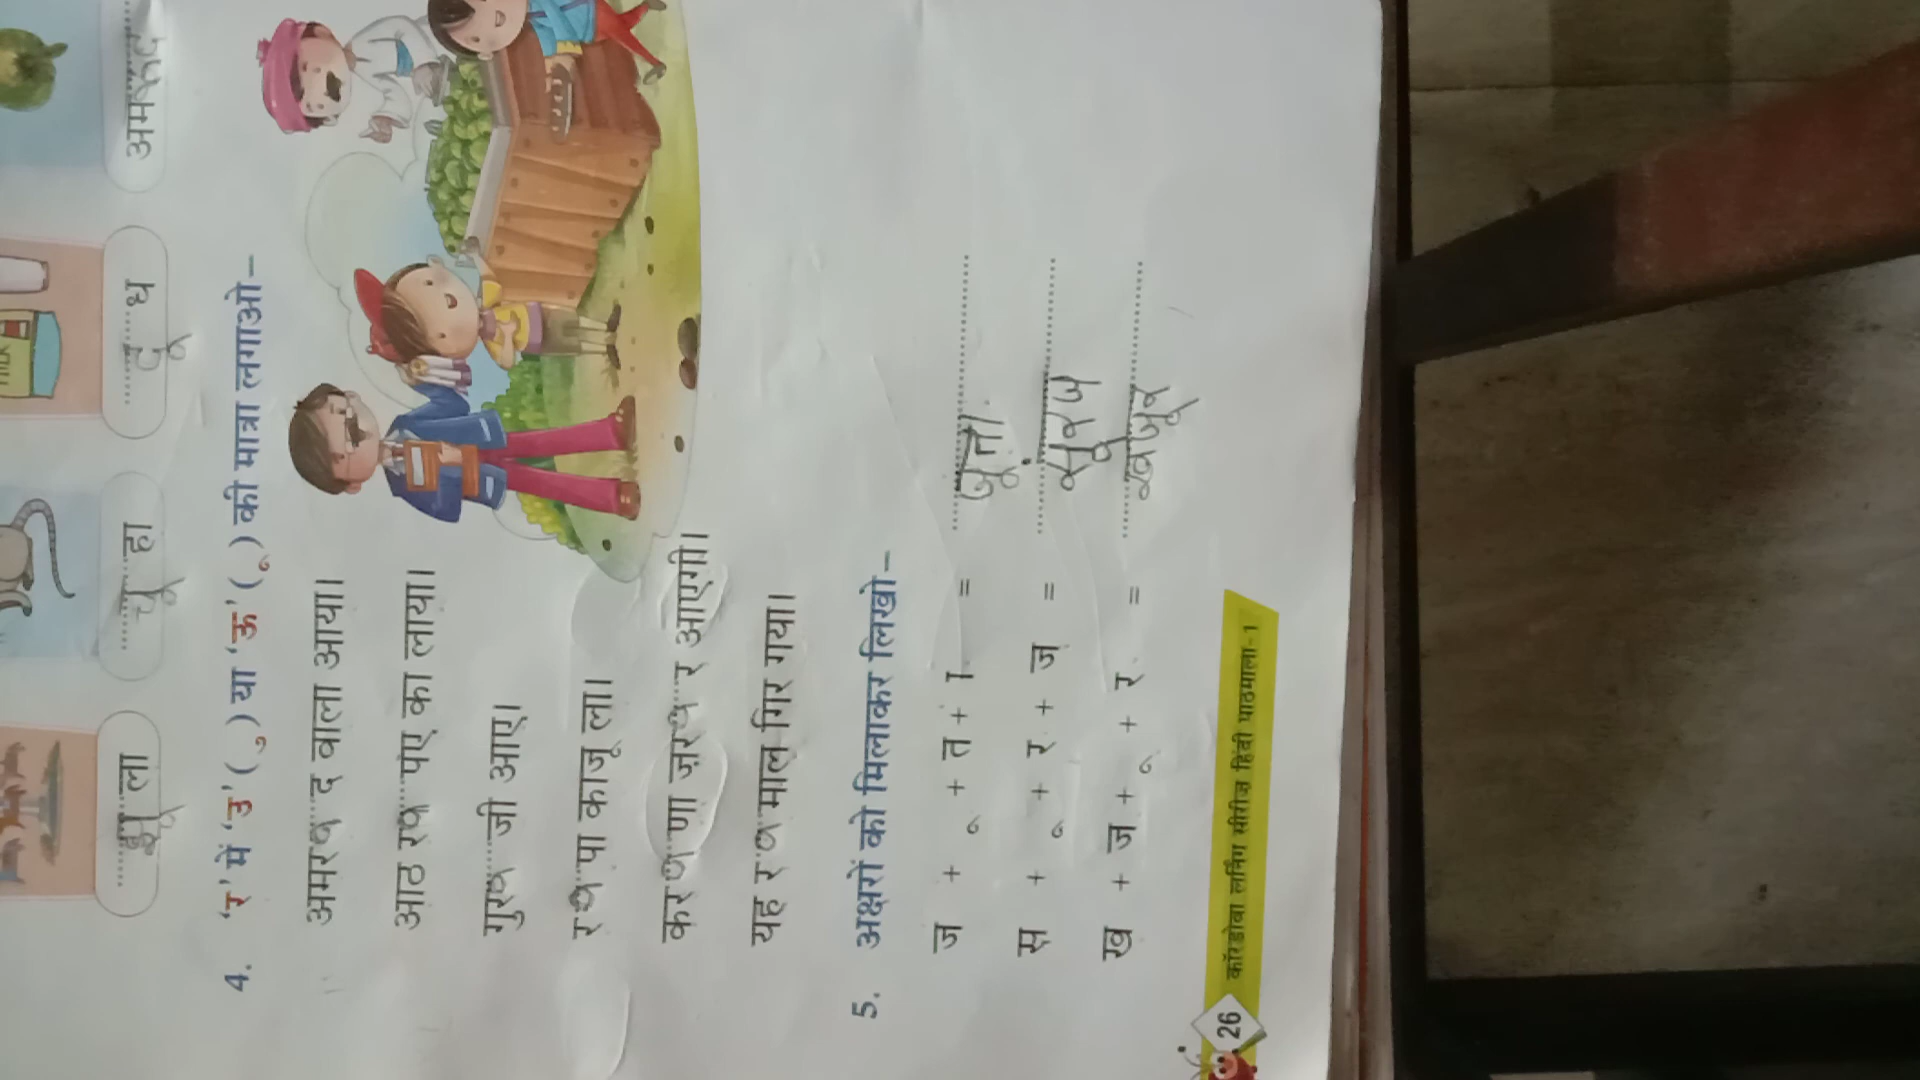 झूला
चूहा
दूध
अमरूद
4. 'र' में 'उ' ( ु ) या 'ऊ' ( ू ) की मात्रा लगाओ–
अमरूद वाला आया।
आठ रुपए का लाया।
गुरु जी आए।
रूपा काजू ला।
करुणा ज़रूर आएगी।
यह रुमाल गिर गया।
5. अक्षरों को मिलाकर लिखो–
ज + ू + त + ा = जूता
स + ू + र + ज = सूरज
ख + ज + ू + र = खजूर
26 कॉरडोवा लर्निंग सीरीज़ हिंदी पाठमाला-1